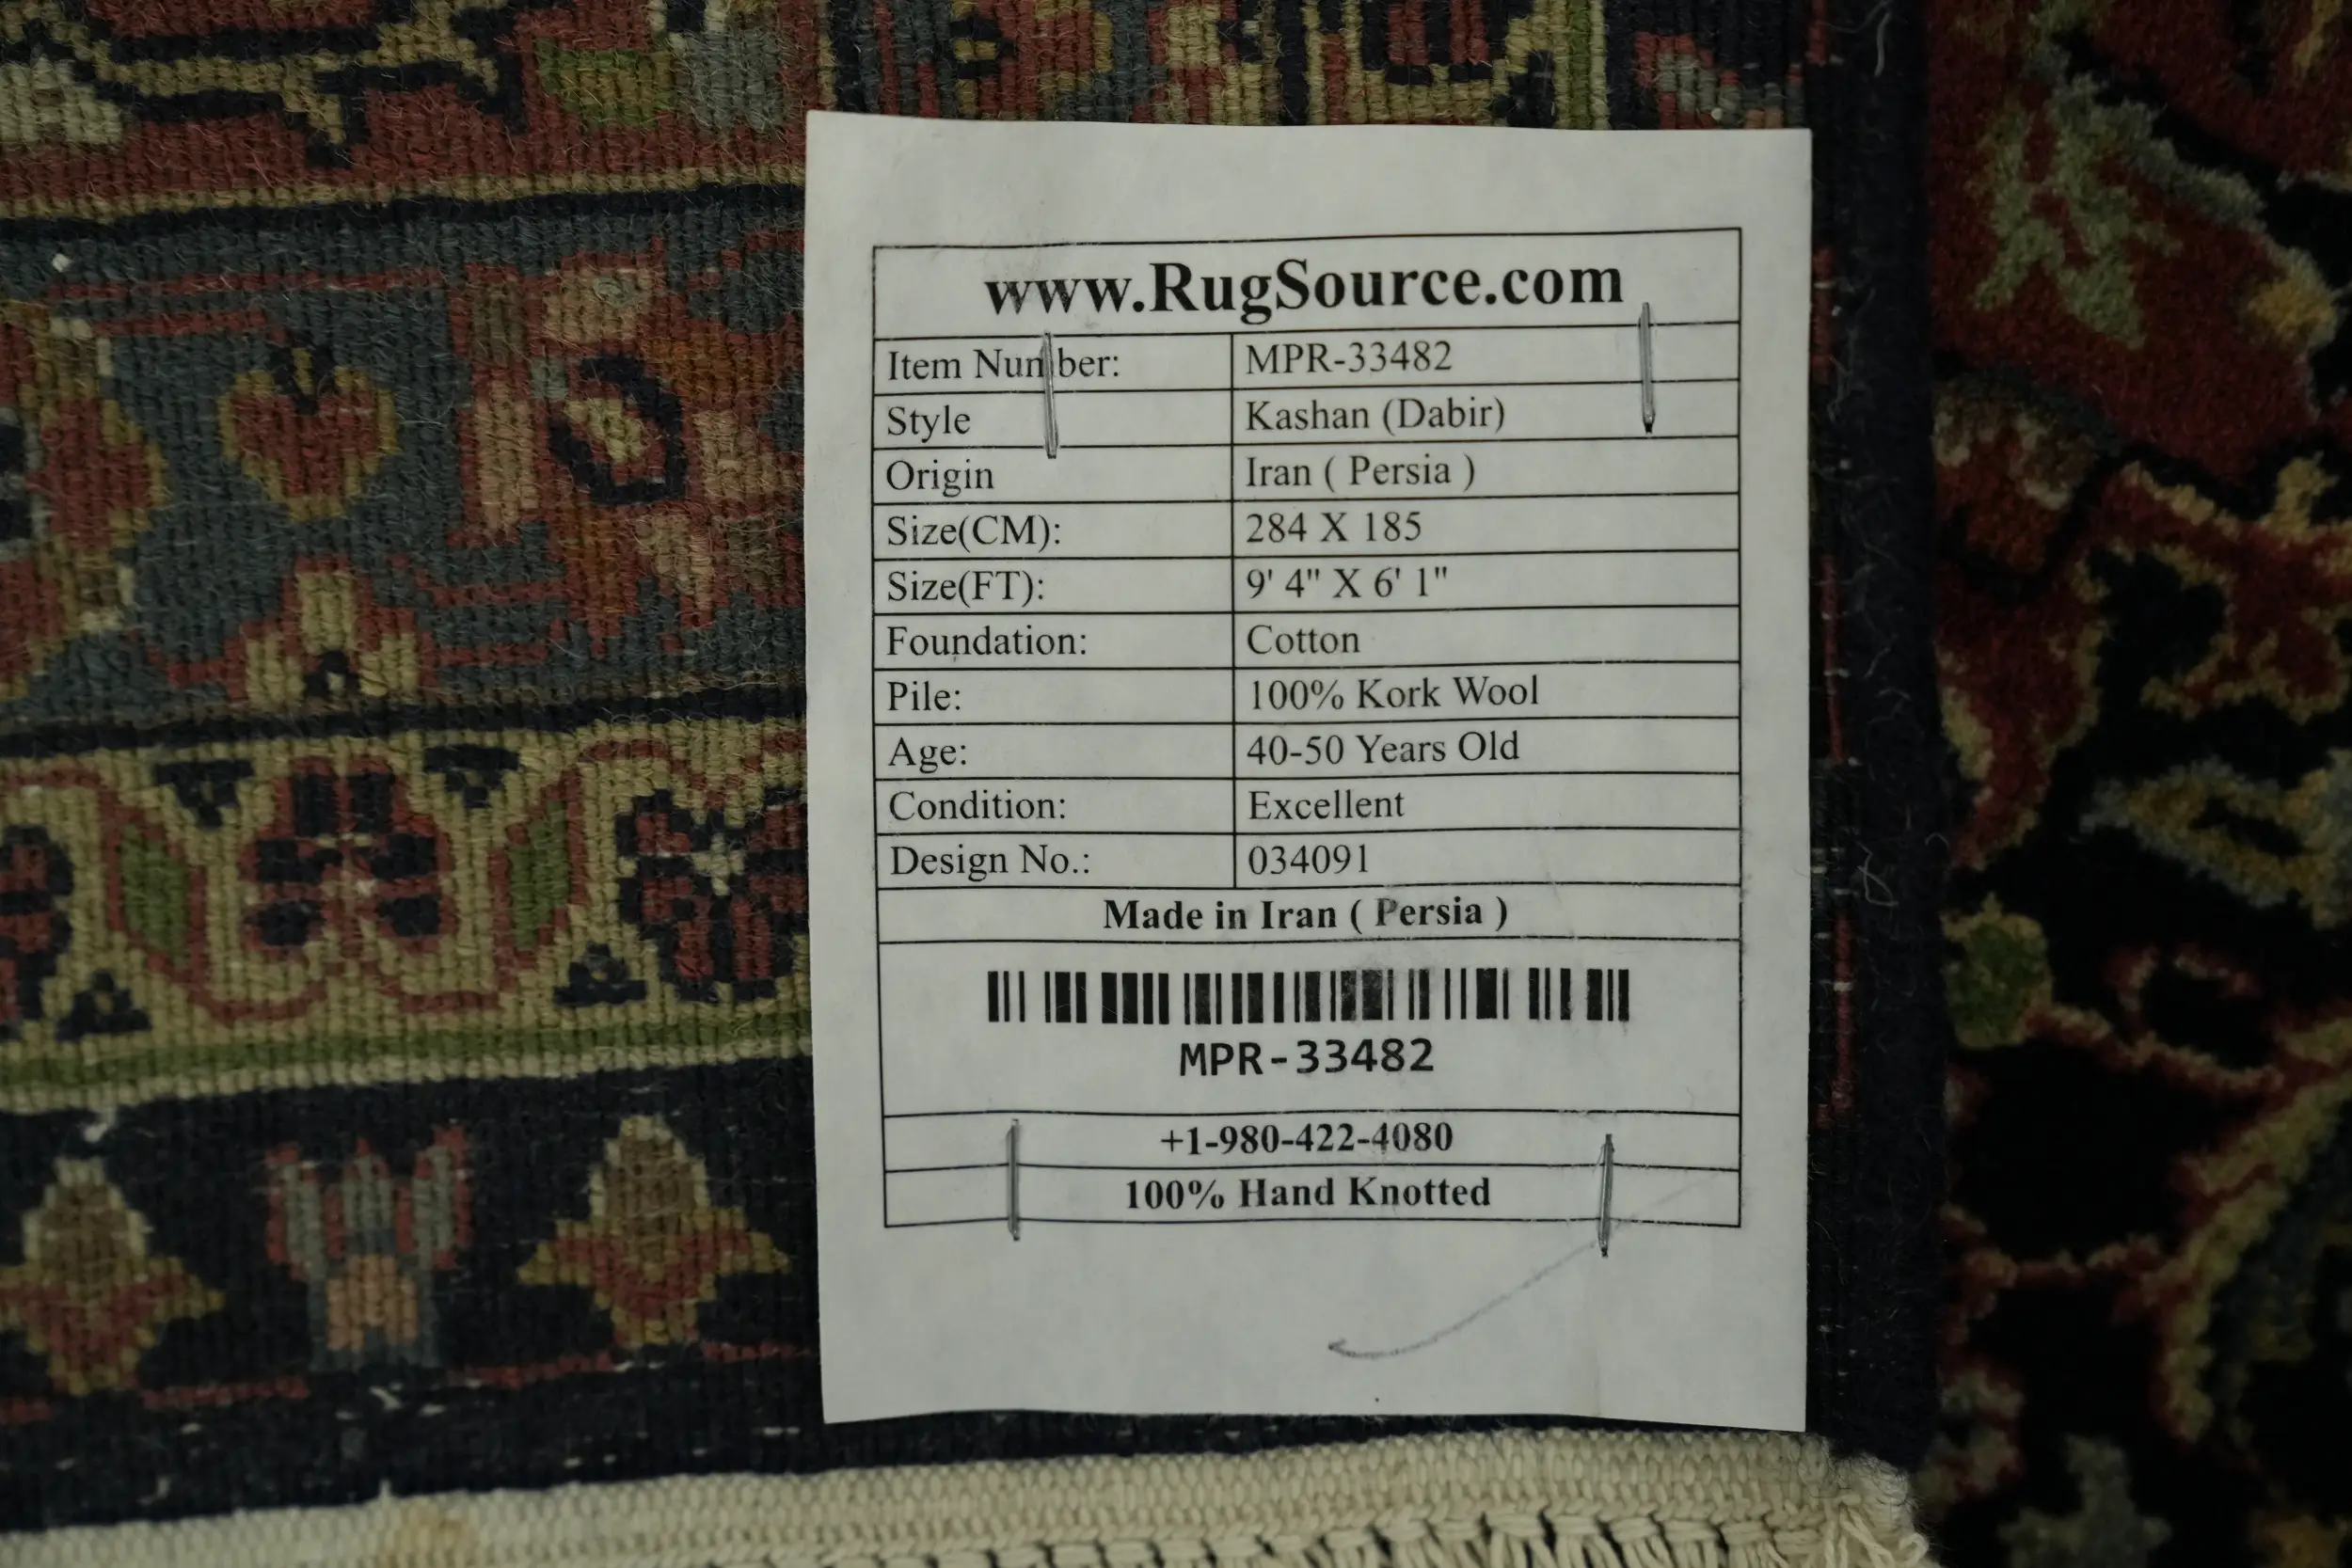 www.RugSource.com
Item Number: MPR-33482
Style Kashan (Dabir)
Origin Iran ( Persia )
Size(CM): 284 X 185
Size(FT): 9' 4" X 6' 1"
Foundation: Cotton
Pile: 100% Kork Wool
Age: 40-50 Years Old
Condition: Excellent
Design No.: 034091
Made in Iran ( Persia )
MPR-33482
+1-980-422-4080
100% Hand Knotted